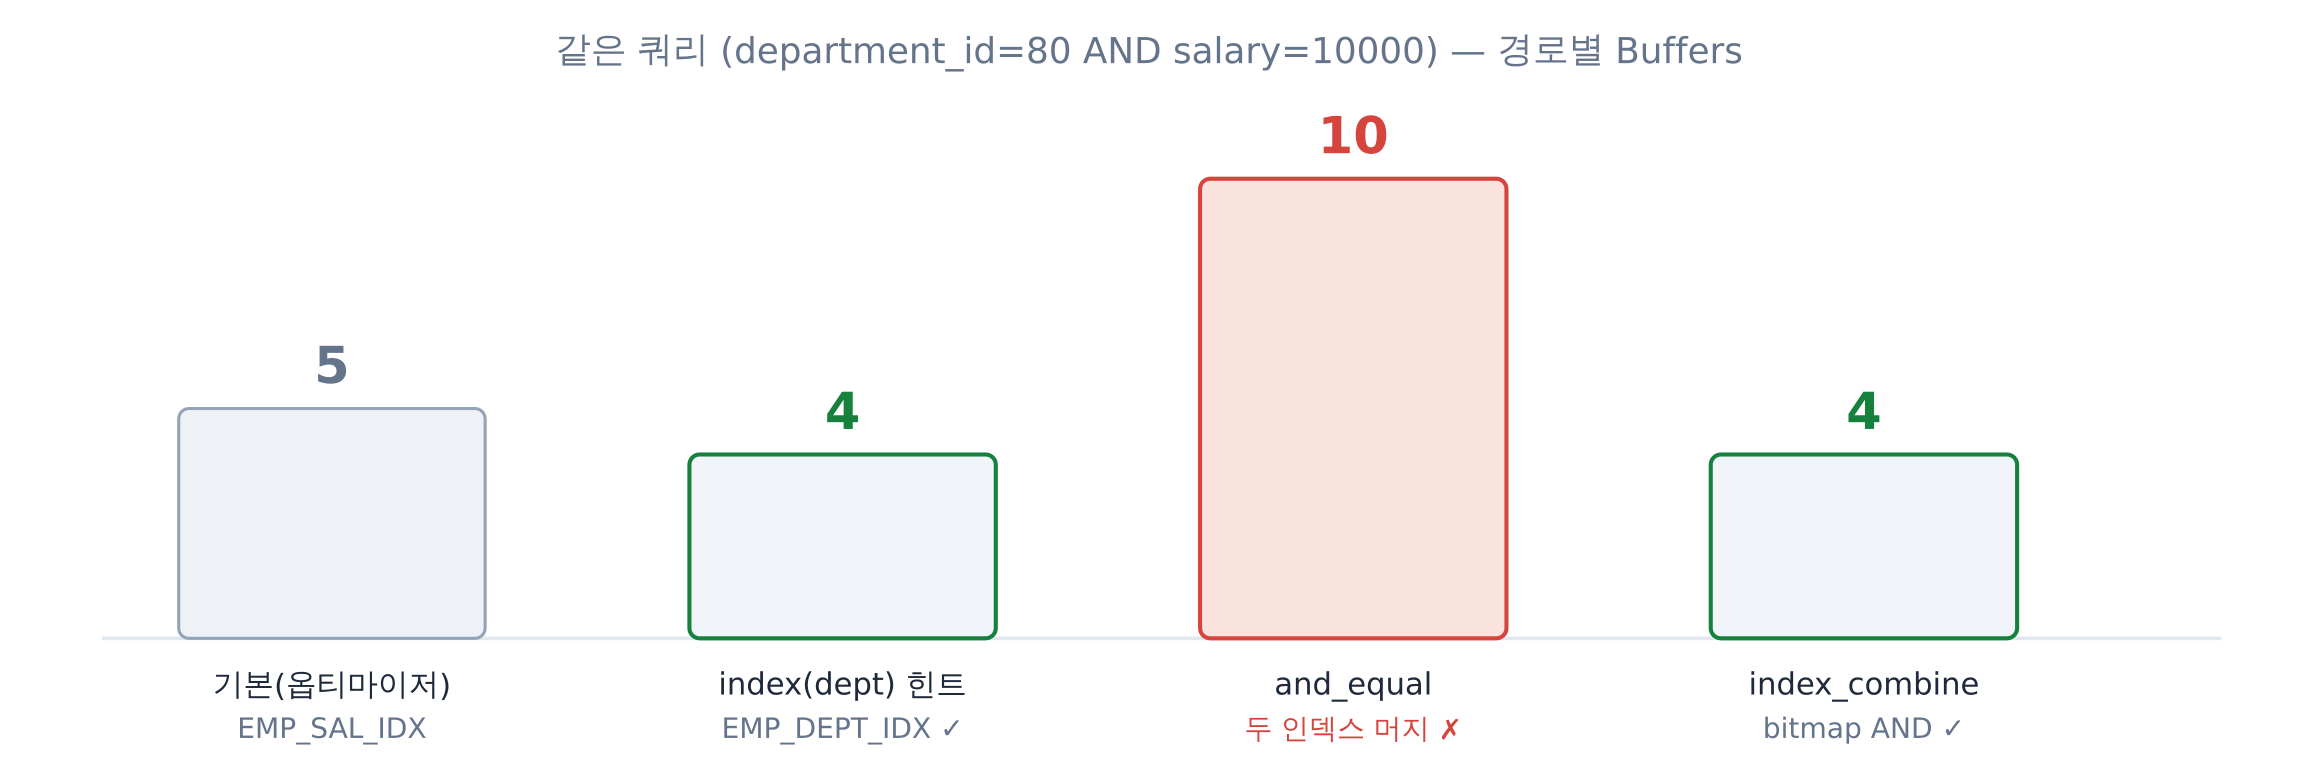 같은 쿼리 (department_id=80 AND salary=10000) — 경로별 Buffers
10
5
4
4
기본(옵티마이저)
EMP_SAL_IDX
index(dept) 힌트
EMP_DEPT_IDX ✓
and_equal
두 인덱스 머지 ✗
index_combine
bitmap AND ✓